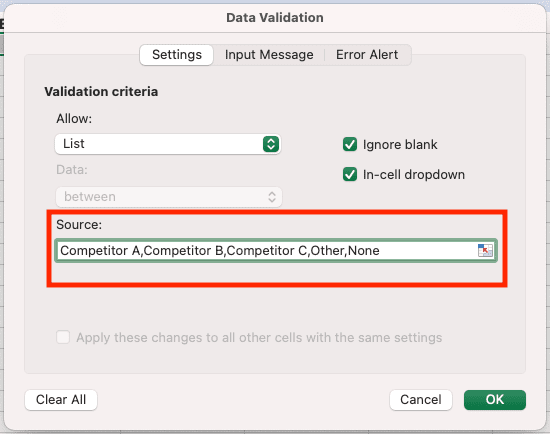 Data Validation
Settings Input Message Error Alert
Validation criteria
Allow:
List
Ignore blank
Data:
In-cell dropdown
between
Source:
Competitor A,Competitor B,Competitor C,Other,None
Apply these changes to all other cells with the same settings
Clear All Cancel OK